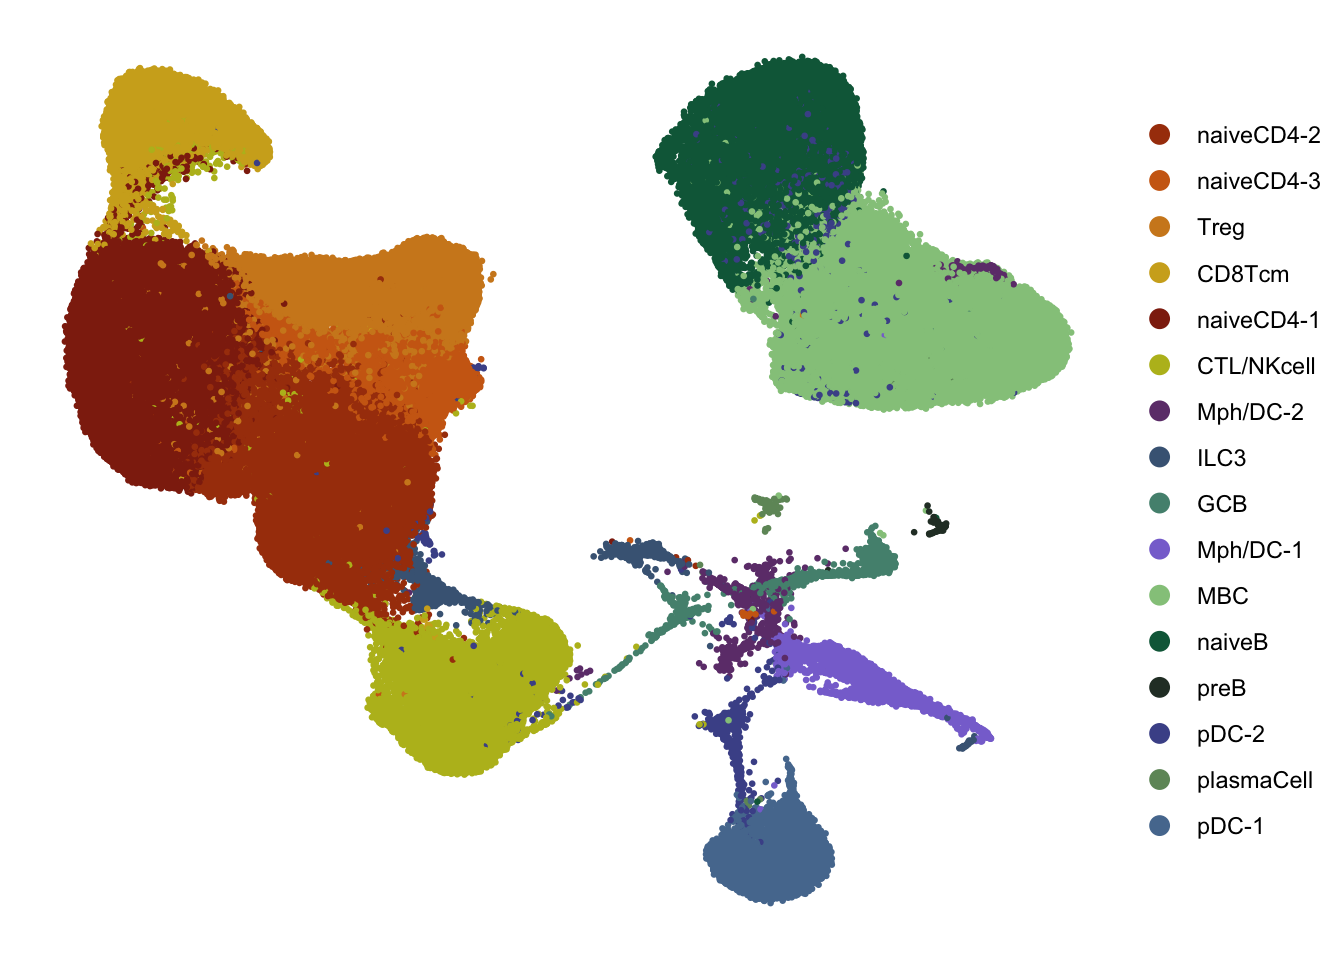 naiveCD4-2
naiveCD4-3
Treg
CD8Tcm
naiveCD4-1
CTL/NKcell
Mph/DC-2
ILC3
GCB
Mph/DC-1
MBC
naiveB
preB
pDC-2
plasmaCell
pDC-1